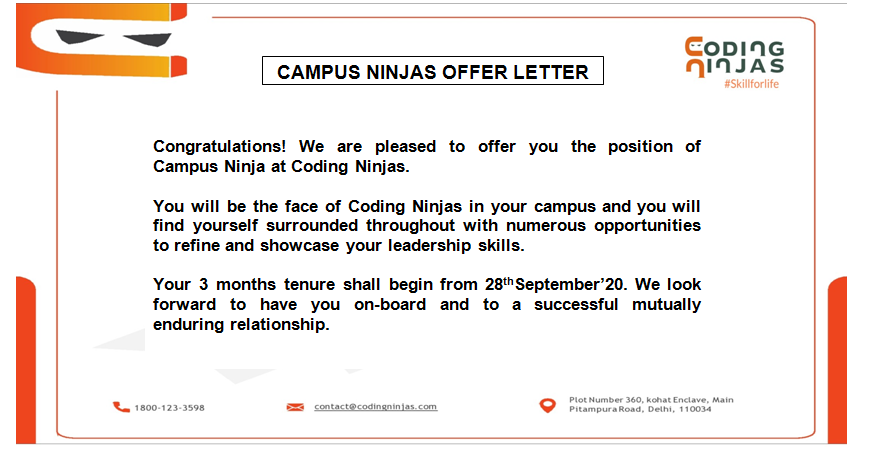 CODING
NINJAS
#Skillforlife
CAMPUS NINJAS OFFER LETTER
Congratulations! We are pleased to offer you the position of
Campus Ninja at Coding Ninjas.
You will be the face of Coding Ninjas in your campus and you will
find yourself surrounded throughout with numerous opportunities
to refine and showcase your leadership skills.
Your 3 months tenure shall begin from 28thSeptember’20. We look
forward to have you on-board and to a successful mutually
enduring relationship.
1800-123-3598
contact@codingninjas.com
Plot Number 360, kohat Enclave, Main
Pitampura Road, Delhi, 110034